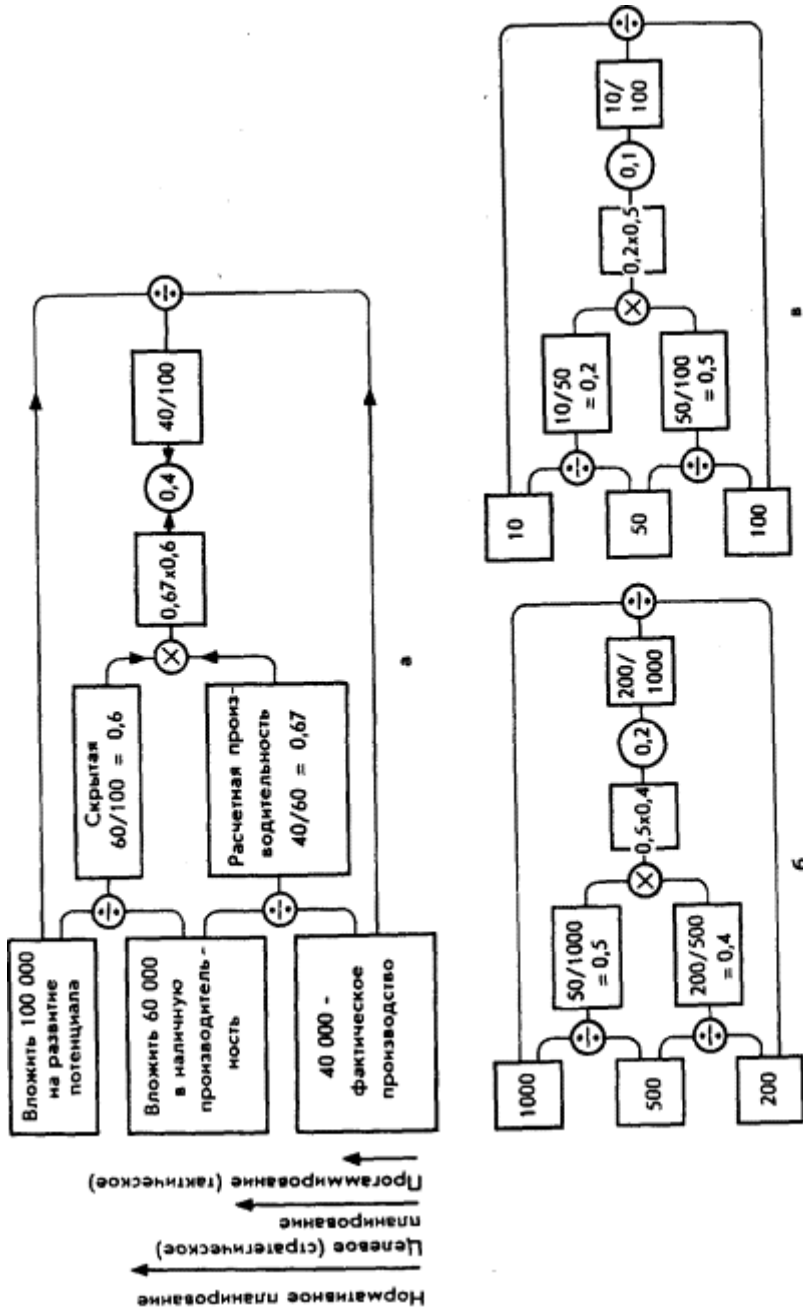 Нормативное планирование
Целевое (стратегическое)
планирование
Прогаммирование (тактическое)
Вложить 100 000
на развитие
потенциала
Вложить 60 000
в наличную
производитель-
ность
40 000 -
фактическое
производство
÷
÷
Скрытая
60/100 = 0,6
Расчетная произ-
водительность
40/60 = 0,67
×
0,67х0,6
0,4
40/100
÷
а
1000
500
200
÷
÷
50/1000
= 0,5
200/500
= 0,4
×
0,5х0,4
0,2
200/
1000
÷
б
10
50
100
÷
÷
10/50
= 0,2
50/100
= 0,5
×
0,2х0,5
0,1
10/
100
÷
в